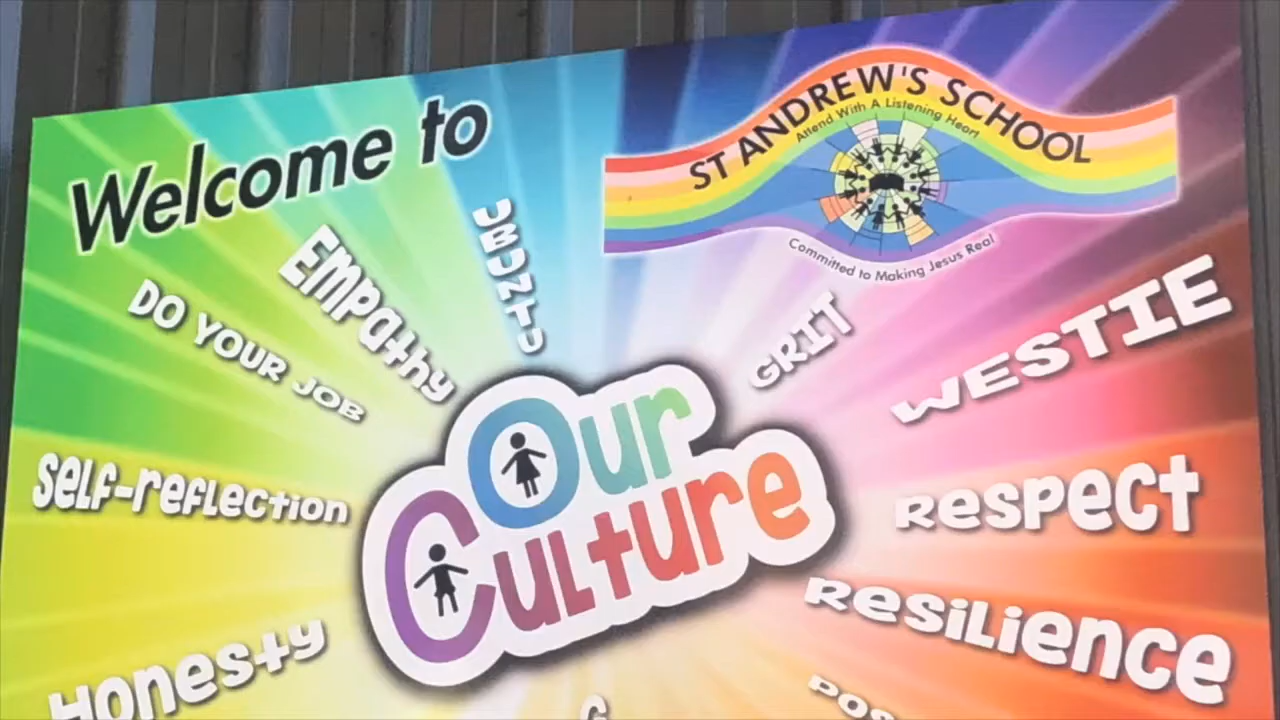 Welcome to
ST ANDREW'S SCHOOL
Attend With A Listening Heart
Committed to Making Jesus Real
UBUNTU
EMPAthy
DO YOUR JOB
GRIT
WESTIE
Self-reflection
Our
Culture
Respect
Resilience
Honesty